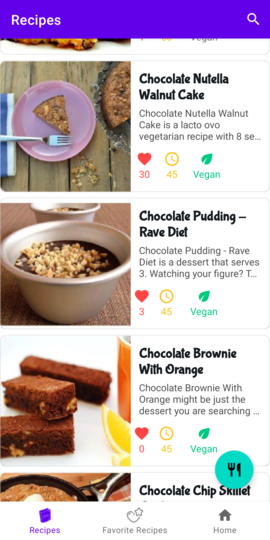 Recipes
Vegan
Chocolate Nutella
Walnut Cake
Chocolate Nutella Walnut
Cake is a lacto ovo
vegetarian recipe with 8 se...
30
45
Vegan
Chocolate Pudding -
Rave Diet
Chocolate Pudding - Rave
Diet is a dessert that serves
3. Watching your figure? T...
3
45
Vegan
Chocolate Brownie
With Orange
Chocolate Brownie With
Orange might be just the
dessert you are searching ...
0
45
Vegan
Chocolate Chip Skillet
Recipes
Favorite Recipes
Home